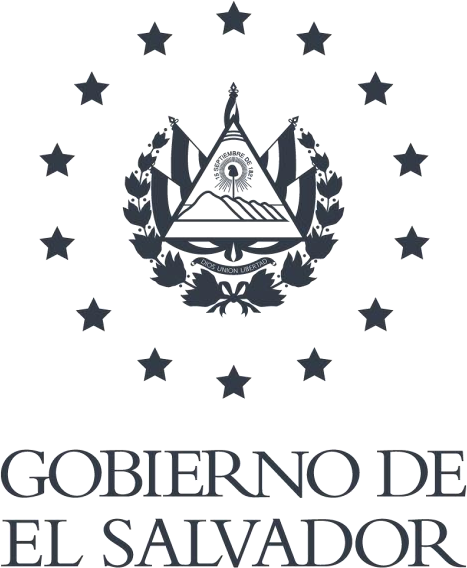 15 SEPTIEMBRE DE 1821
DIOS UNION LIBERTAD
GOBIERNO DE
EL SALVADOR